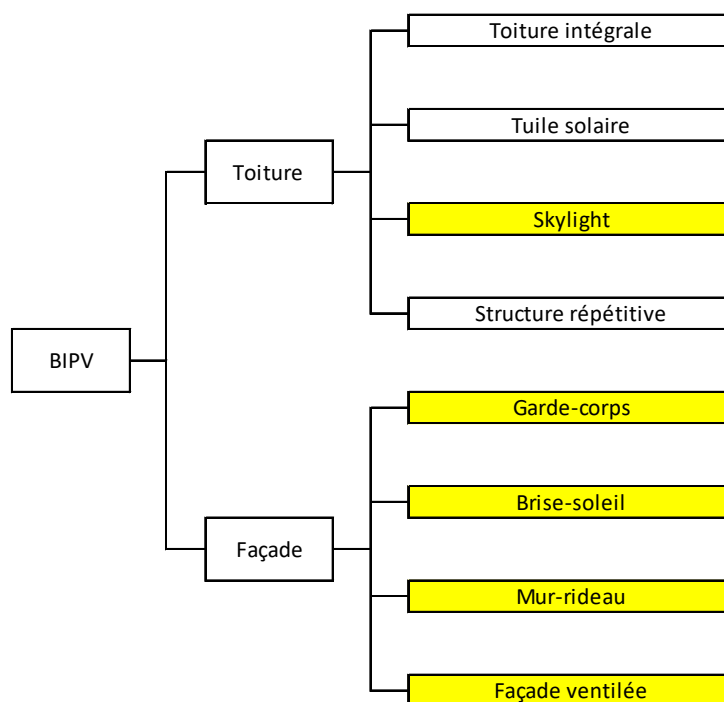 Toiture intégrale
Tuile solaire
Toiture
Skylight
Structure répétitive
BIPV
Garde-corps
Brise-soleil
Façade
Mur-rideau
Façade ventilée